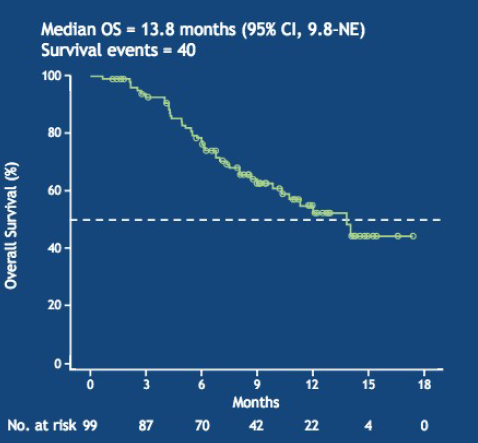 Median OS = 13.8 months (95% CI, 9.8-NE)
Survival events = 40
Overall Survival (%)
100
80
60
40
20
0
0 3 6 9 12 15 18
Months
No. at risk 99 87 70 42 22 4 0